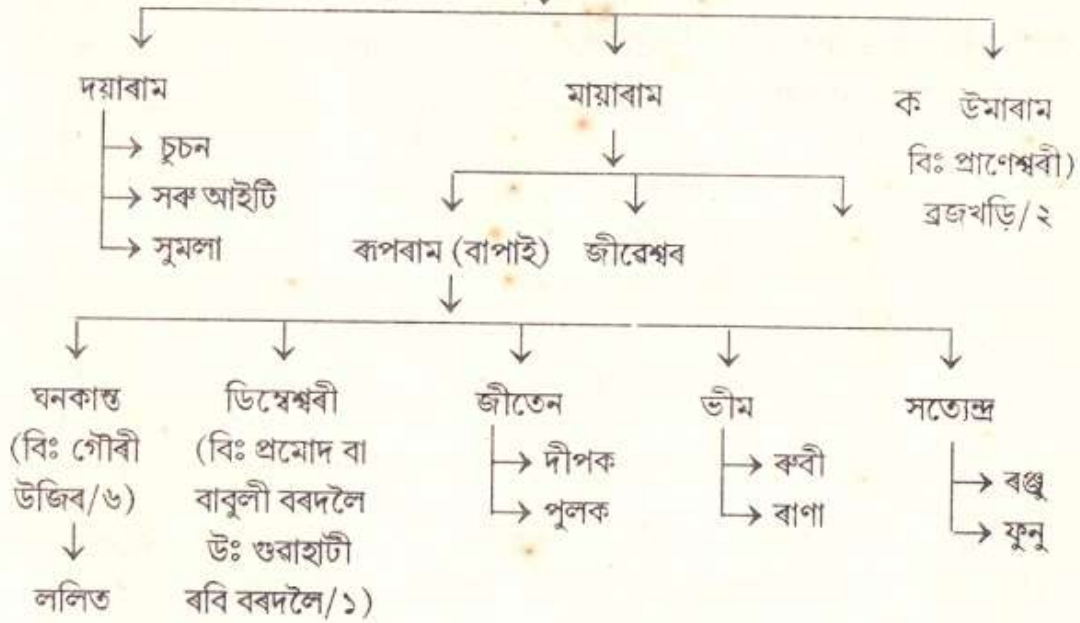 দয়াৰাম
চুচন
সৰু আইটি
সুমলা
মায়াৰাম
ক উমাৰাম
বিঃ প্ৰাণেশ্বৰী)
ব্ৰজখড়ি/২
ৰূপৰাম (বাপাই) জীৱেশ্বৰ
ঘনকান্ত
(বিঃ গৌৰী
উজিৰ/৬)
ললিত
ডিম্বেশ্বৰী
(বিঃ প্ৰমোদ বা
বাবুলী বৰদলৈ
উঃ গুৱাহাটী
ৰবি বৰদলৈ/১)
জীতেন
দীপক
পুলক
ভীম
ৰুবী
ৰাণা
সত্যেন্দ্ৰ
ৰঞ্জু
ফুনু